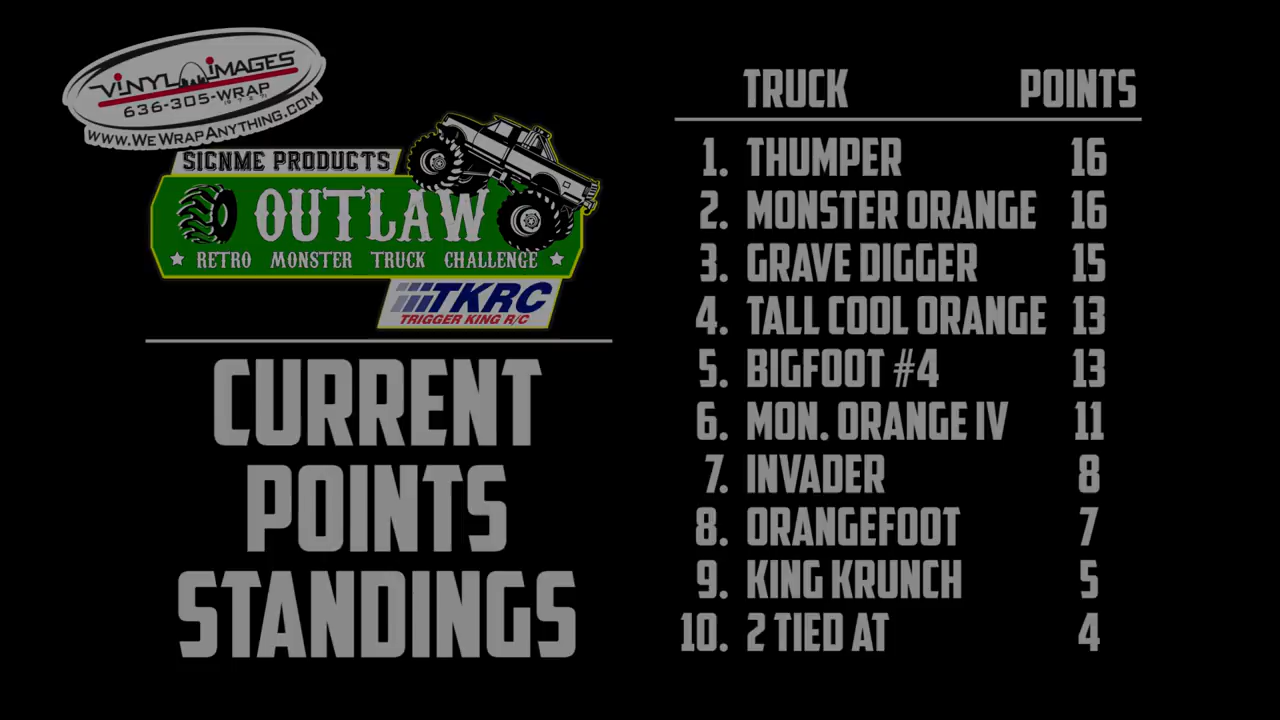 VINYL IMAGES
636-305-WRAP
WWW.WEWRAPANYTHING.COM
SICNME PRODUCTS
OUTLAW
RETRO MONSTER TRUCK CHALLENGE
TKRC
TRIGGER KING R/C
CURRENT
POINTS
STANDINGS
TRUCK POINTS
1. THUMPER 16
2. MONSTER ORANGE 16
3. GRAVE DIGGER 15
4. TALL COOL ORANGE 13
5. BIGFOOT #4 13
6. MON. ORANGE IV 11
7. INVADER 8
8. ORANGEFOOT 7
9. KING KRUNCH 5
10. 2 TIED AT 4